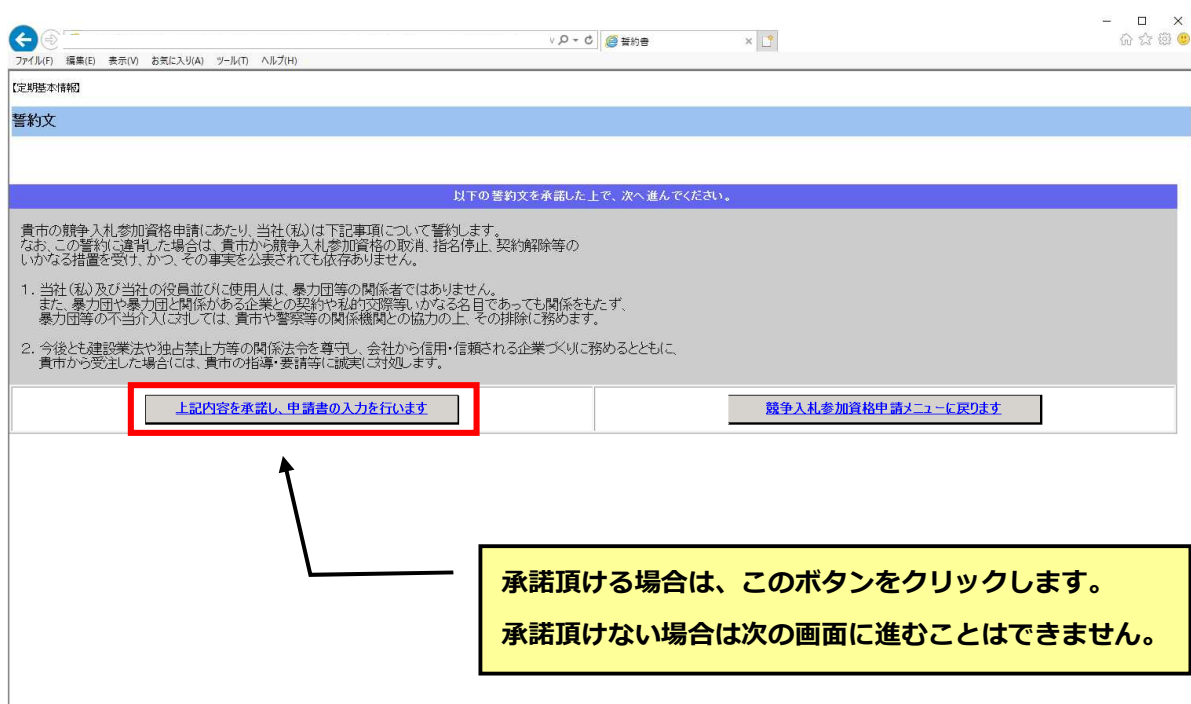 誓約書
ファイル(F) 編集(E) 表示(V) お気に入り(A) ツール(T) ヘルプ(H)
【定期基本情報】
誓約文
以下の誓約文を承諾した上で、次へ進んでください。
貴市の競争入札参加資格申請にあたり、当社(私)は下記事項について誓約します。
なお、この誓約に違背した場合は、貴市から競争入札参加資格の取消、指名停止、契約解除等の
いかなる措置を受け、かつ、その事実を公表されても依存ありません。
1. 当社(私)及び当社の役員並びに使用人は、暴力団等の関係者ではありません。
また、暴力団や暴力団と関係がある企業との契約や私的交際等いかなる名目であっても関係をもたず、
暴力団等の不当介入に対しては、貴市や警察等の関係機関との協力の上、その排除に務めます。
2. 今後とも建設業法や独占禁止方等の関係法令を尊守し、会社から信用・信頼される企業づくりに務めるとともに、
貴市から受注した場合には、貴市の指導・要請等に誠実に対処します。
上記内容を承諾し、申請書の入力を行います
競争入札参加資格申請メニューに戻ります
承諾頂ける場合は、このボタンをクリックします。
承諾頂けない場合は次の画面に進むことはできません。